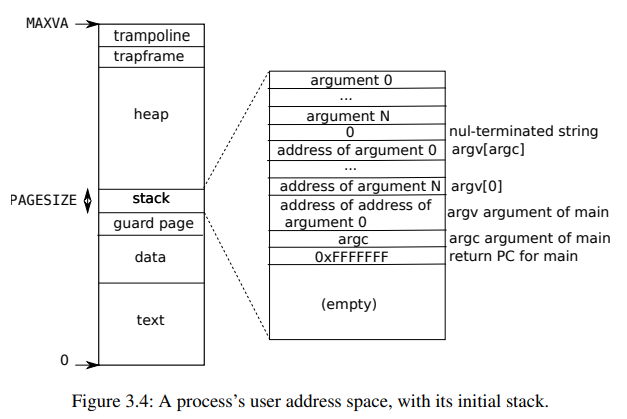 MAXVA
trampoline
trapframe
heap
PAGESIZE
stack
guard page
data
text
0
argument 0
...
argument N
0
nul-terminated string
address of argument 0
argv[argc]
...
address of argument N
argv[0]
address of address of
argument 0
argv argument of main
argc
argc argument of main
0xFFFFFFF
return PC for main
(empty)
Figure 3.4: A process's user address space, with its initial stack.